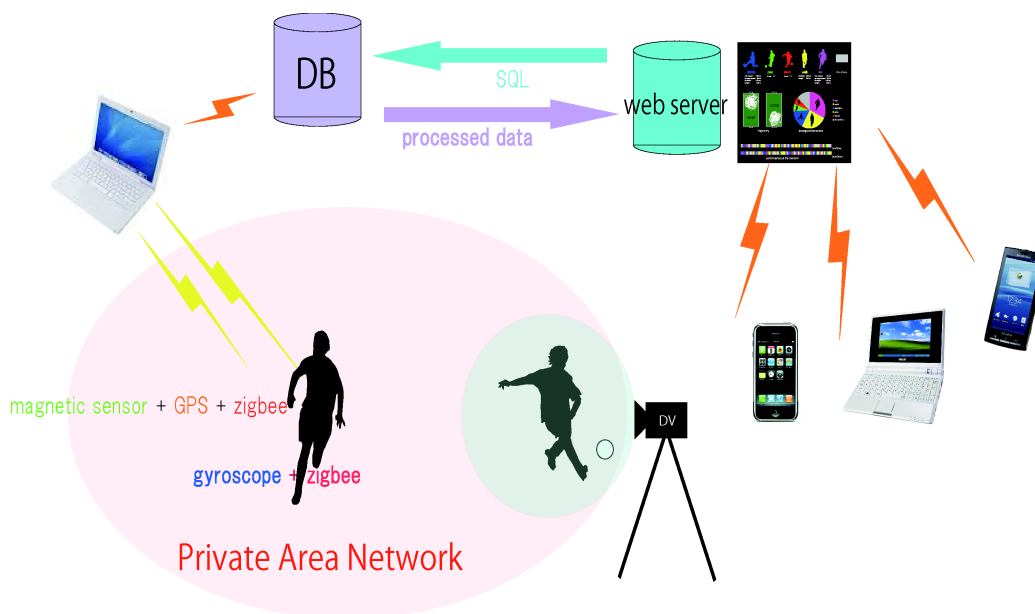 DB
SQL
processed data
web server
magnetic sensor + GPS + zigbee
gyroscope + zigbee
DV
Private Area Network